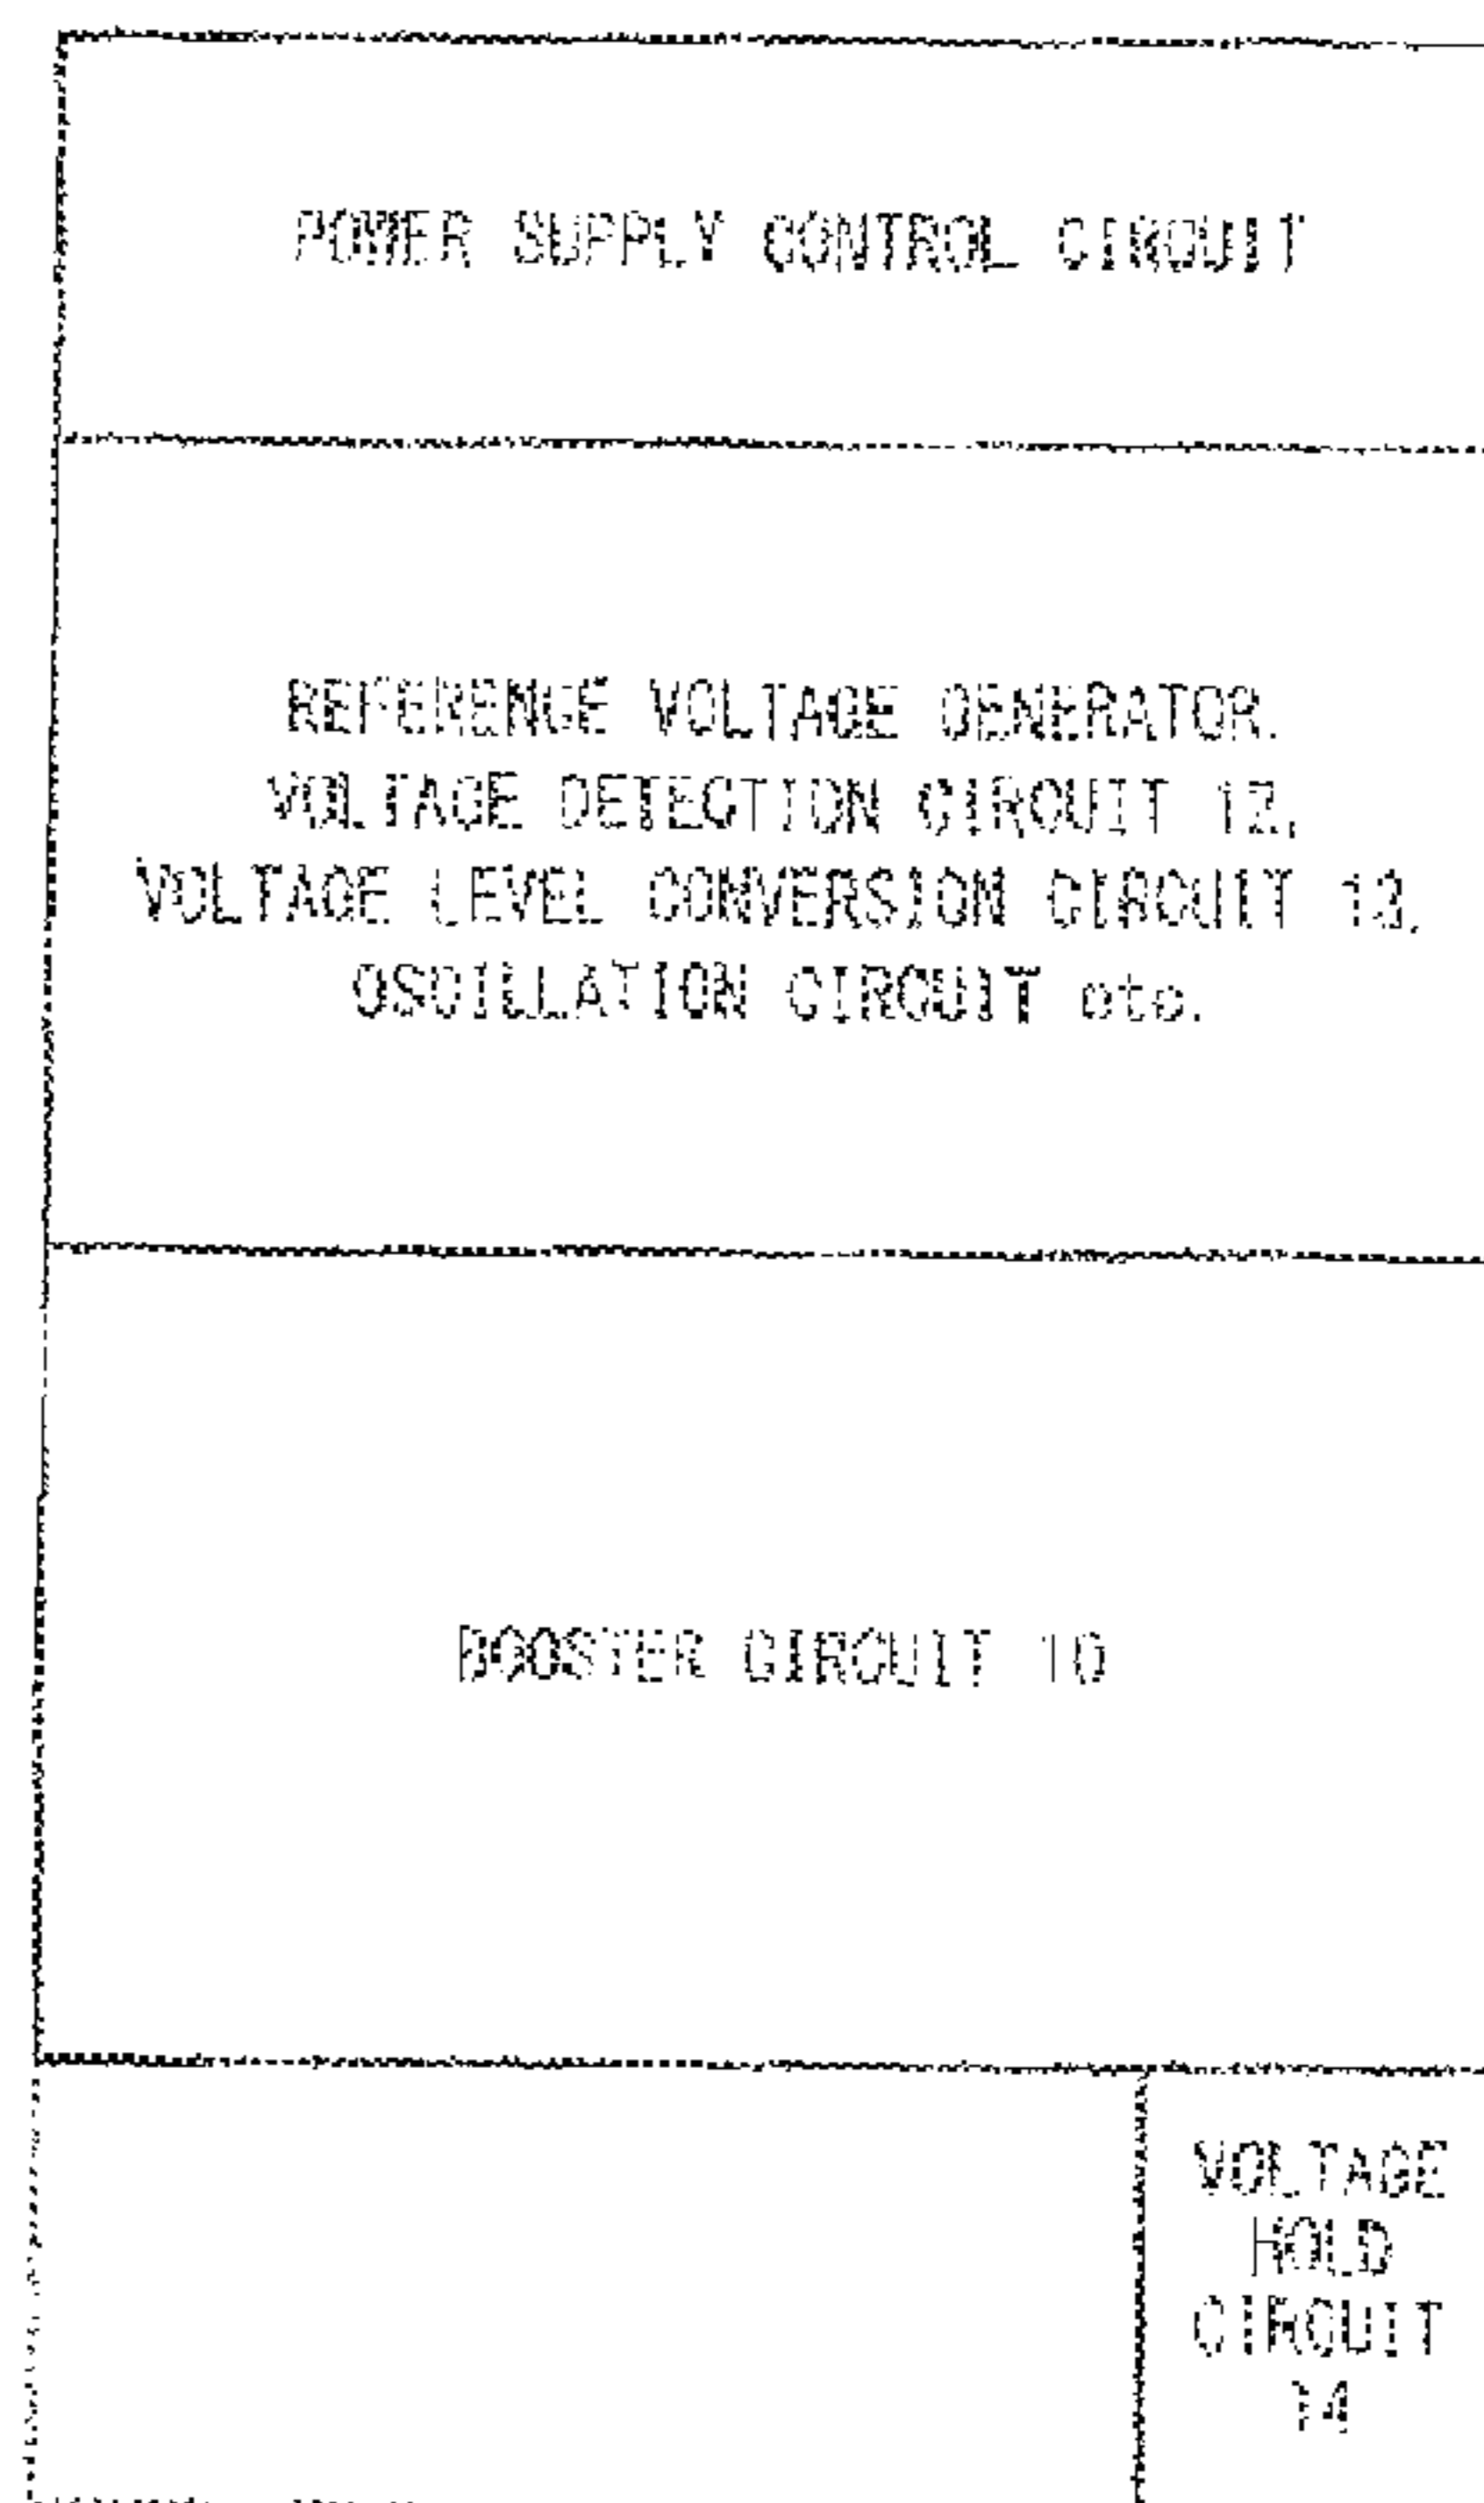 POWER SUPPLY CONTROL CIRCUIT
REFERENCE VOLTAGE GENERATOR.
VOLTAGE DETECTION CIRCUIT 12,
VOLTAGE LEVEL CONVERSION CIRCUIT 13,
OSCILLATION CIRCUIT etc.
BOOSTER CIRCUIT 10
VOLTAGE
HOLD
CIRCUIT
14